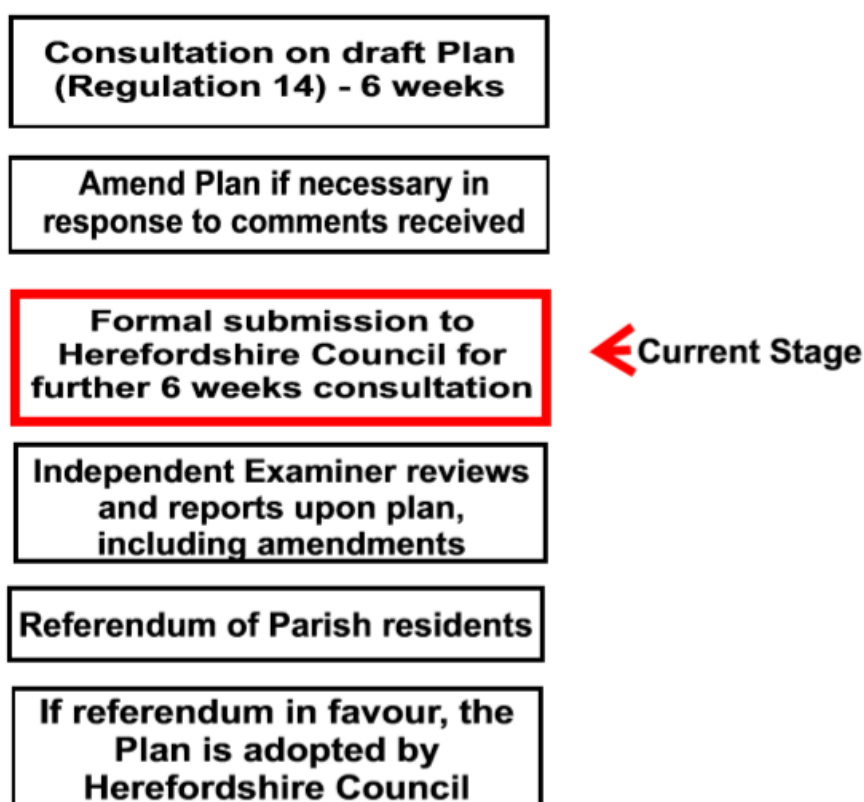 Consultation on draft Plan
(Regulation 14) - 6 weeks
Amend Plan if necessary in
response to comments received
Formal submission to
Herefordshire Council for
further 6 weeks consultation
Current Stage
Independent Examiner reviews
and reports upon plan,
including amendments
Referendum of Parish residents
If referendum in favour, the
Plan is adopted by
Herefordshire Council